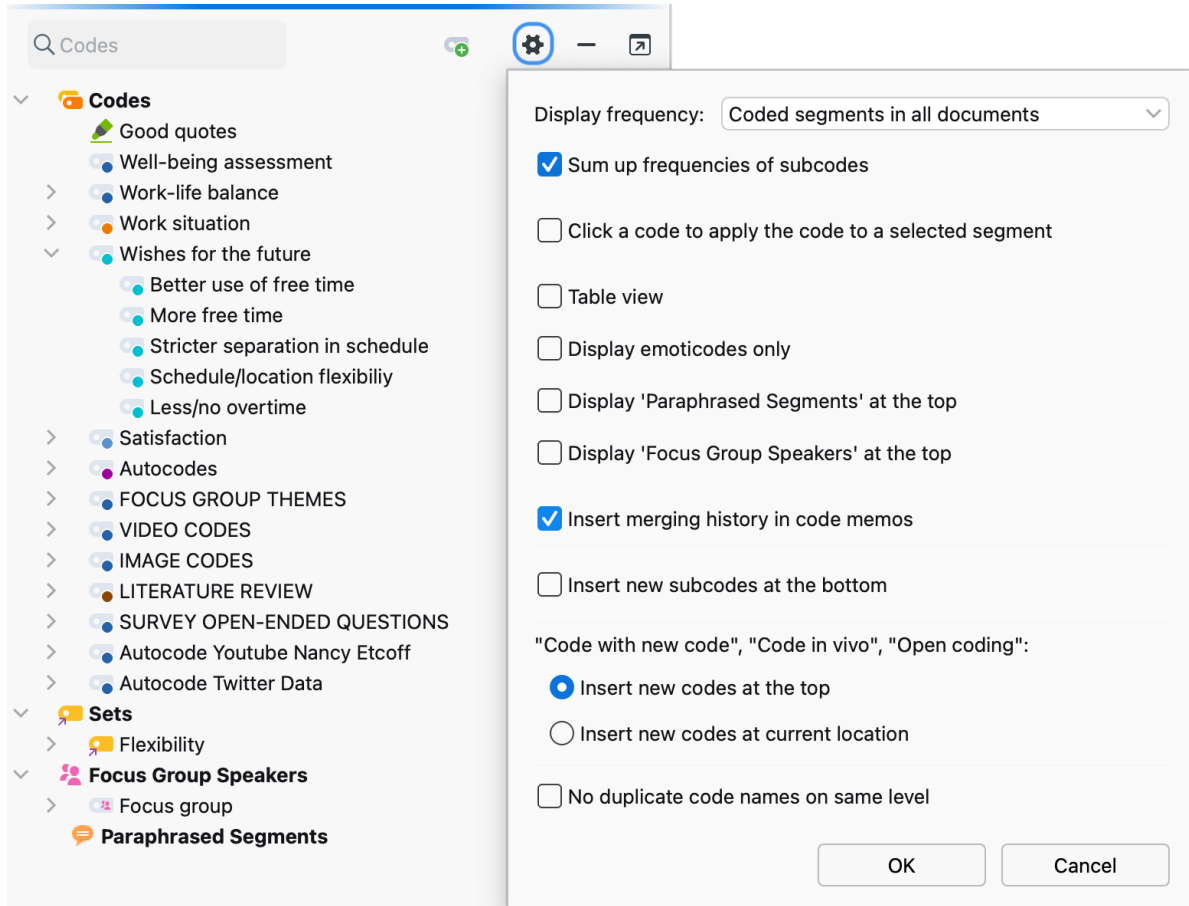 Codes
Codes
Good quotes
Well-being assessment
Work-life balance
Work situation
Wishes for the future
Better use of free time
More free time
Stricter separation in schedule
Schedule/location flexibiliy
Less/no overtime
Satisfaction
Autocodes
FOCUS GROUP THEMES
VIDEO CODES
IMAGE CODES
LITERATURE REVIEW
SURVEY OPEN-ENDED QUESTIONS
Autocode Youtube Nancy Etcoff
Autocode Twitter Data
Sets
Flexibility
Focus Group Speakers
Focus group
Paraphrased Segments
Display frequency: Coded segments in all documents
Sum up frequencies of subcodes
Click a code to apply the code to a selected segment
Table view
Display emoticodes only
Display 'Paraphrased Segments' at the top
Display 'Focus Group Speakers' at the top
Insert merging history in code memos
Insert new subcodes at the bottom
"Code with new code", "Code in vivo", "Open coding":
Insert new codes at the top
Insert new codes at current location
No duplicate code names on same level
OK Cancel